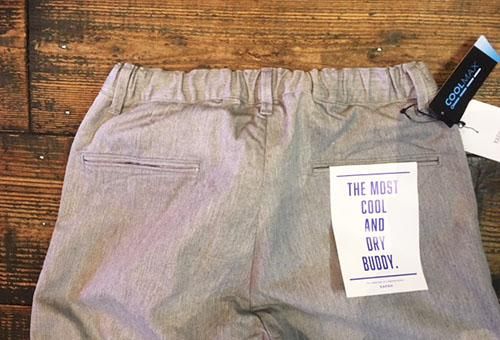 COOLMAX
THE MOST
COOL
AND
DRY
BUDDY.